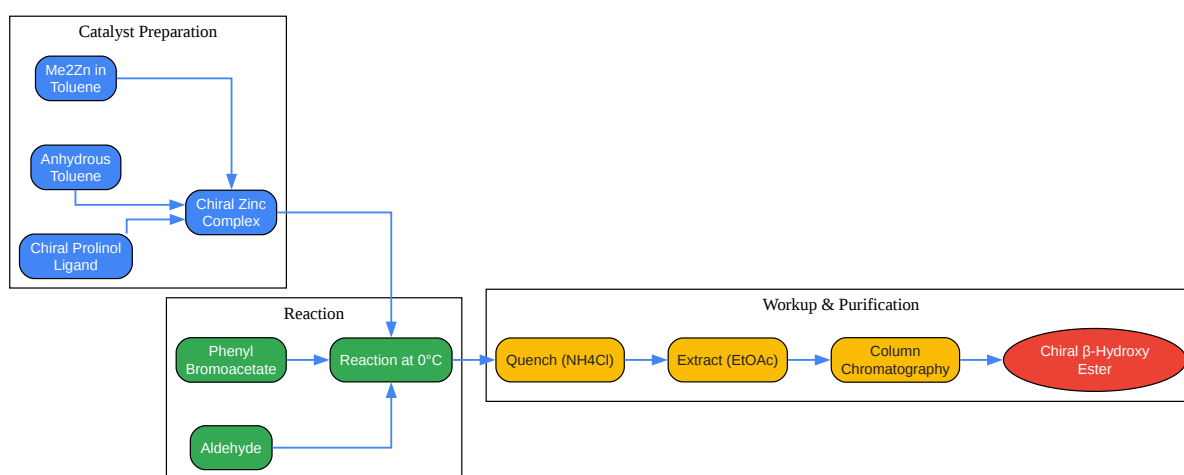 Catalyst Preparation
Me2Zn in
Toluene
Anhydrous
Toluene
Chiral Zinc
Complex
Chiral Prolinol
Ligand
Reaction
Phenyl
Bromoacetate
Reaction at 0°C
Aldehyde
Workup & Purification
Quench (NH4Cl)
Extract (EtOAc)
Column
Chromatography
Chiral β-Hydroxy
Ester